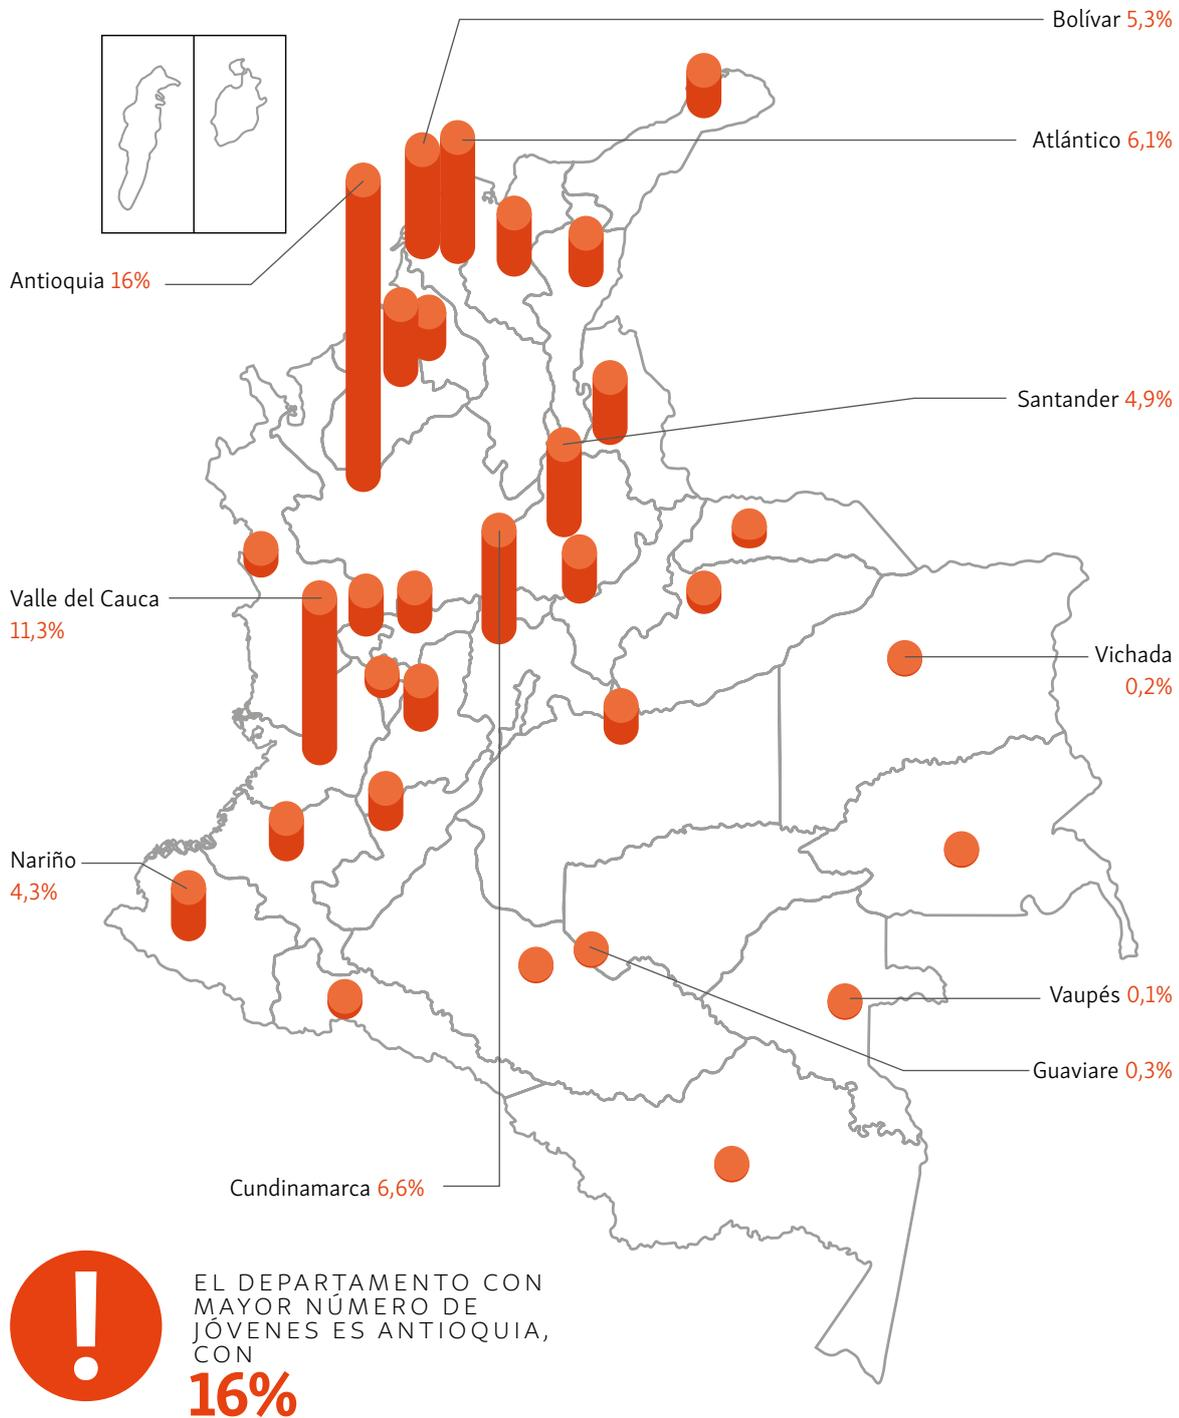 Bolívar 5,3%
Atlántico 6,1%
Antioquia 16%
Santander 4,9%
Valle del Cauca
11,3%
Vichada
0,2%
Nariño
4,3%
Vaupés 0,1%
Guaviare 0,3%
Cundinamarca 6,6%
!
EL DEPARTAMENTO CON
MAYOR NÚMERO DE
JÓVENES ES ANTIOQUIA,
CON
16%